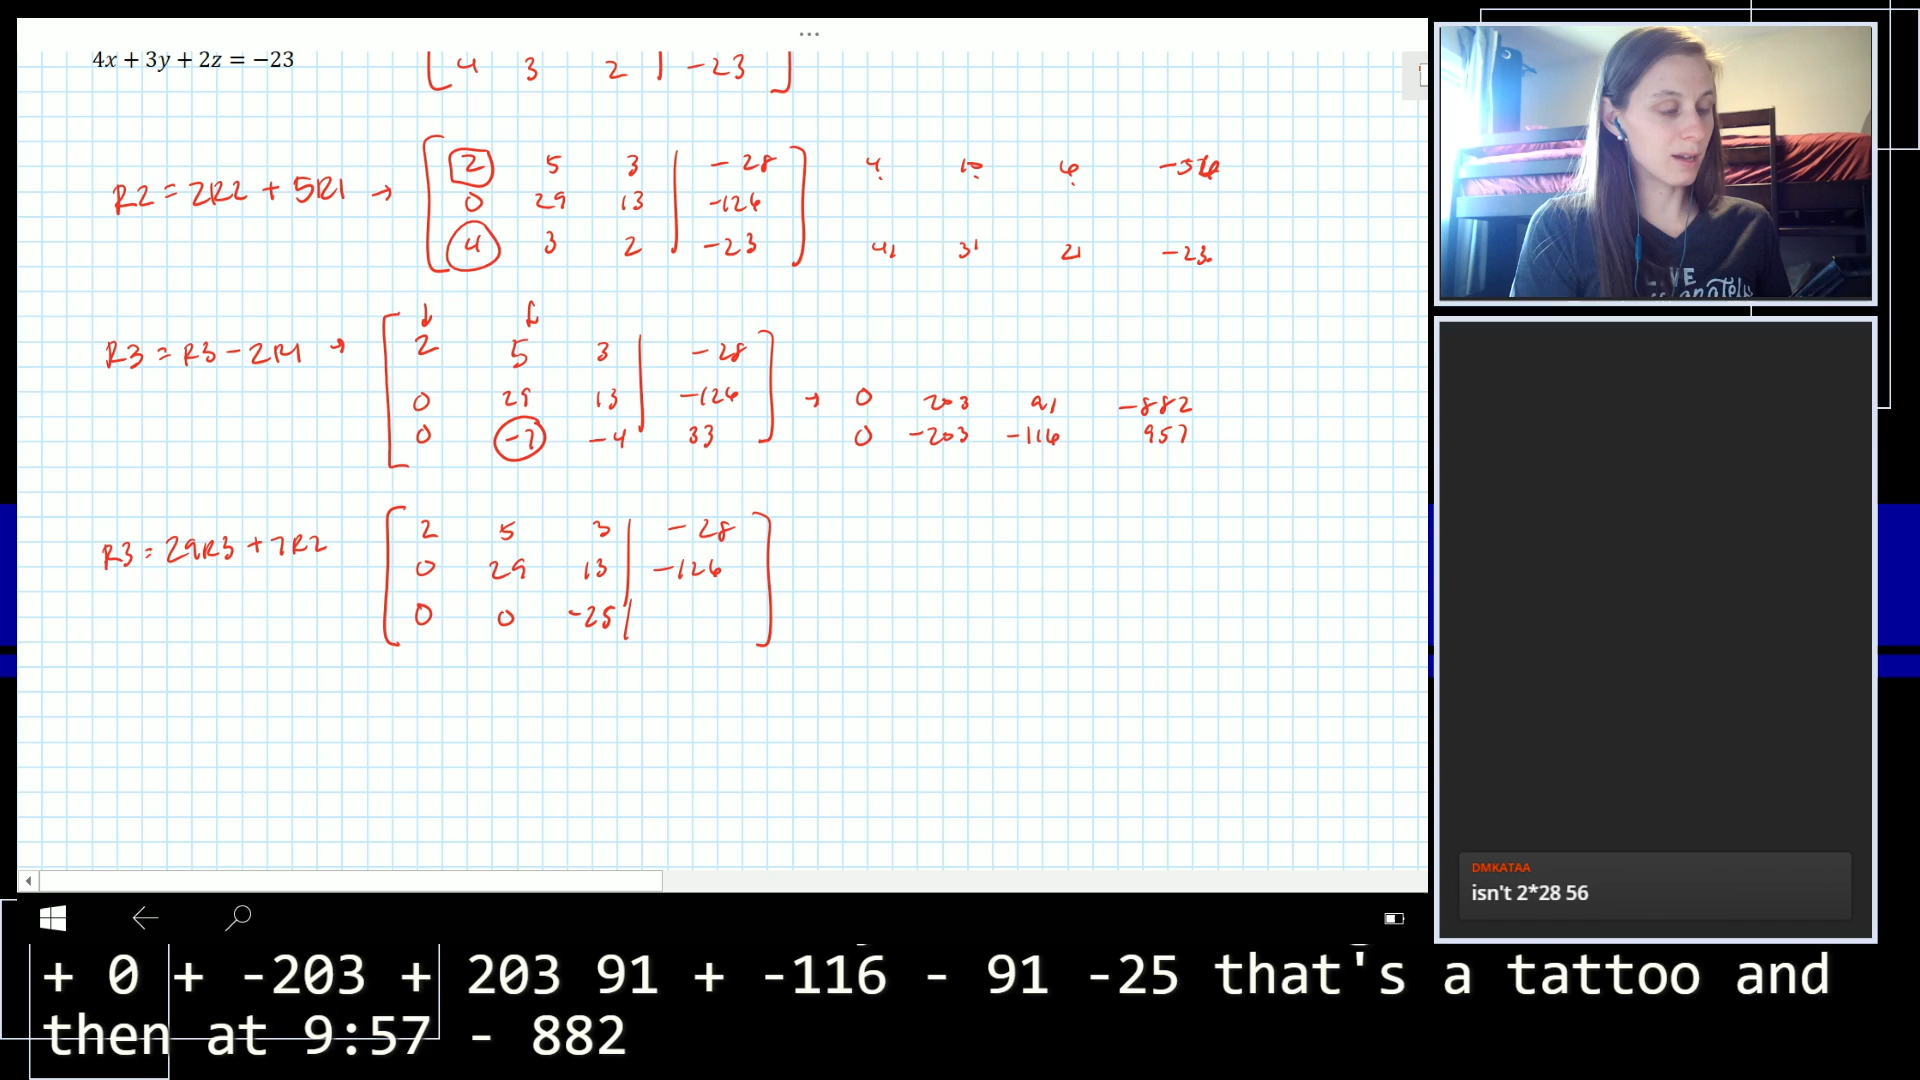 4x + 3y + 2z = −23
4 3 2 | -23
2 5 3 | -28 4 10 6 -56
R2 = 2R2 + 5R1 → 0 29 13 | -126
4 3 2 | -23 4 3 2 -23
R3 = R3 - 2R1 → 2 5 3 | -28
0 29 13 | -126 → 0 203 91 -882
0 -7 -4 33 0 -203 -116 957
2 5 3 | -28
R3 = 29R3 + 7R2 0 29 13 | -126
0 0 -25 |
LIVE
DMKATAA
isn't 2*28 56
+ 0 + -203 + 203 91 + -116 - 91 -25 that's a tattoo and
then at 9:57 - 882